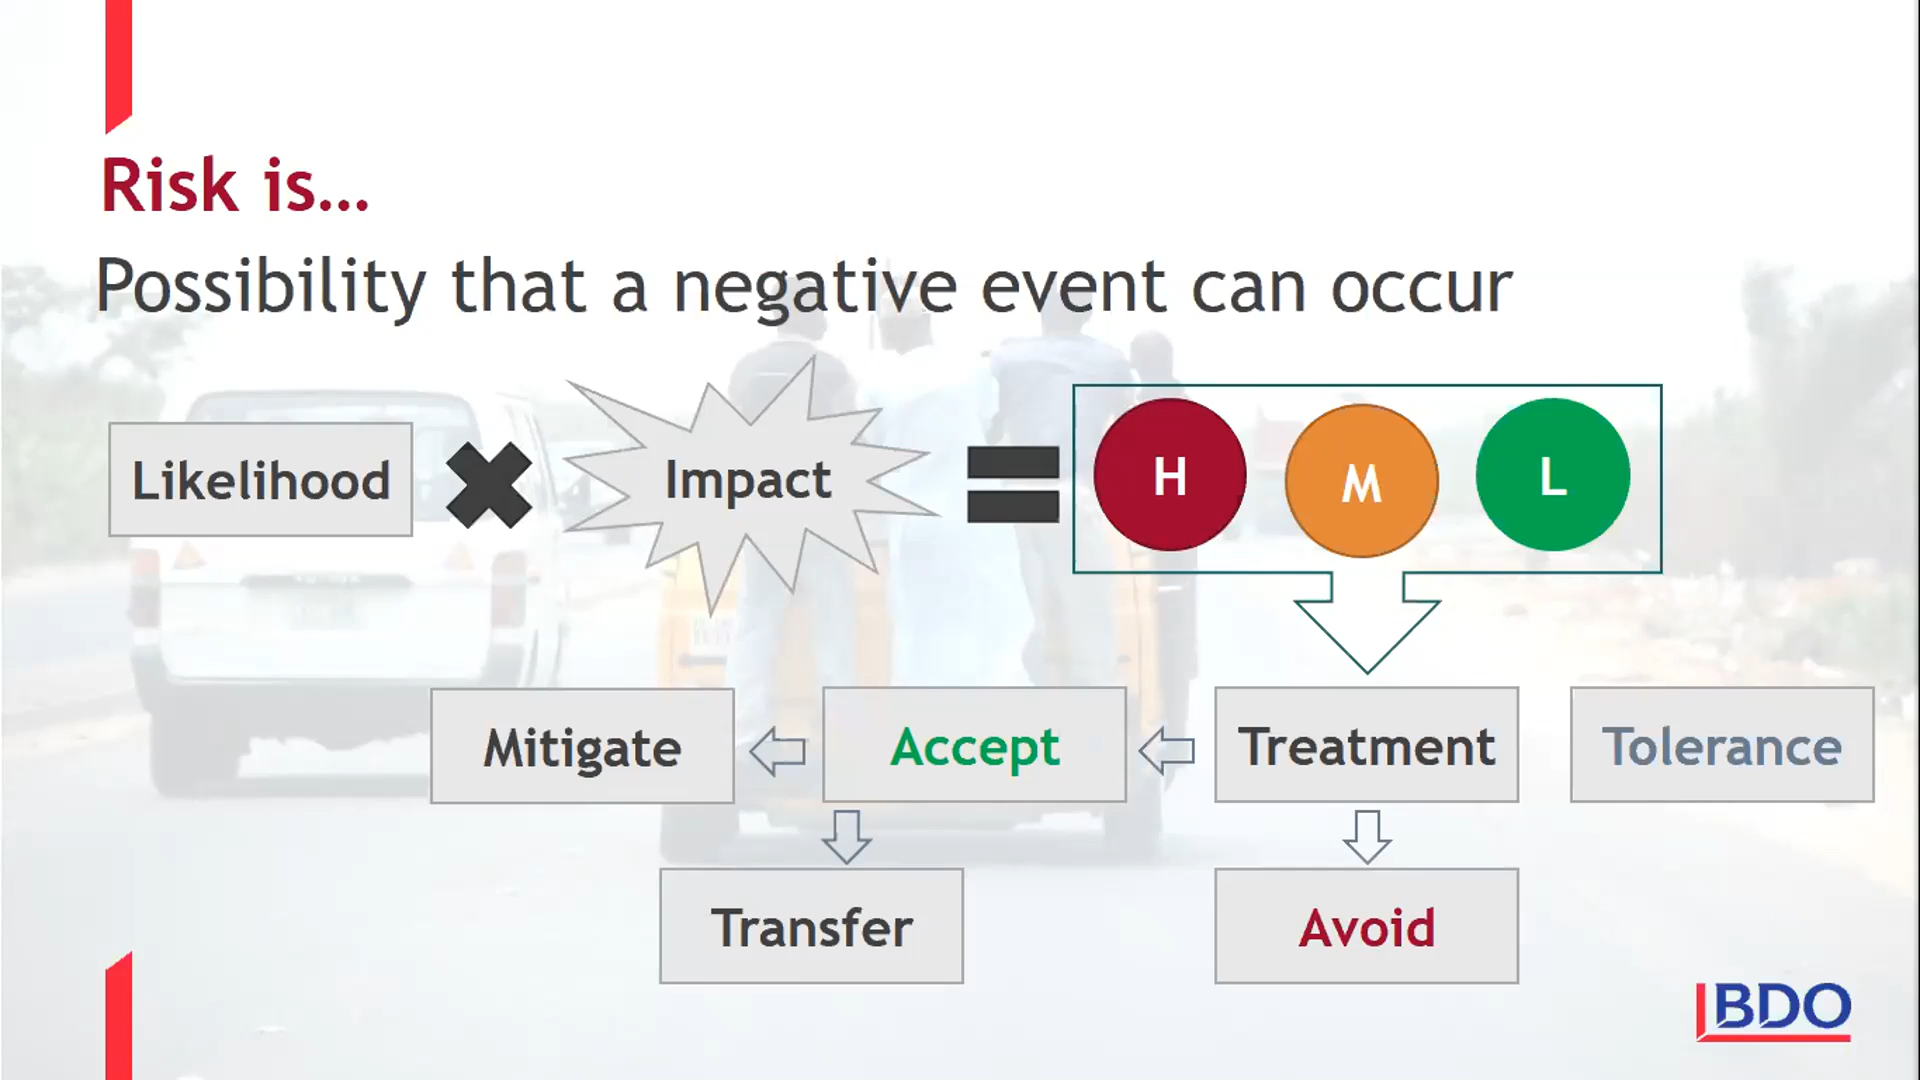 Risk is...
Possibility that a negative event can occur
Likelihood
Impact
H
M
L
Mitigate
Accept
Treatment
Tolerance
Transfer
Avoid
BDO